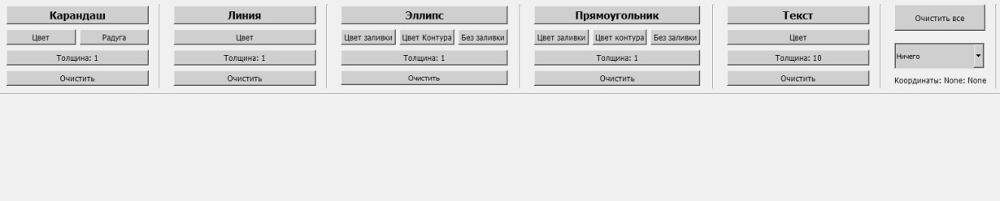 Карандаш
Цвет
Радуга
Толщина: 1
Очистить
Линия
Цвет
Толщина: 1
Очистить
Эллипс
Цвет заливки
Цвет Контура
Без заливки
Толщина: 1
Очистить
Прямоугольник
Цвет заливки
Цвет контура
Без заливки
Толщина: 1
Очистить
Текст
Цвет
Толщина: 10
Очистить
Очистить все
Ничего
Координаты: None: None